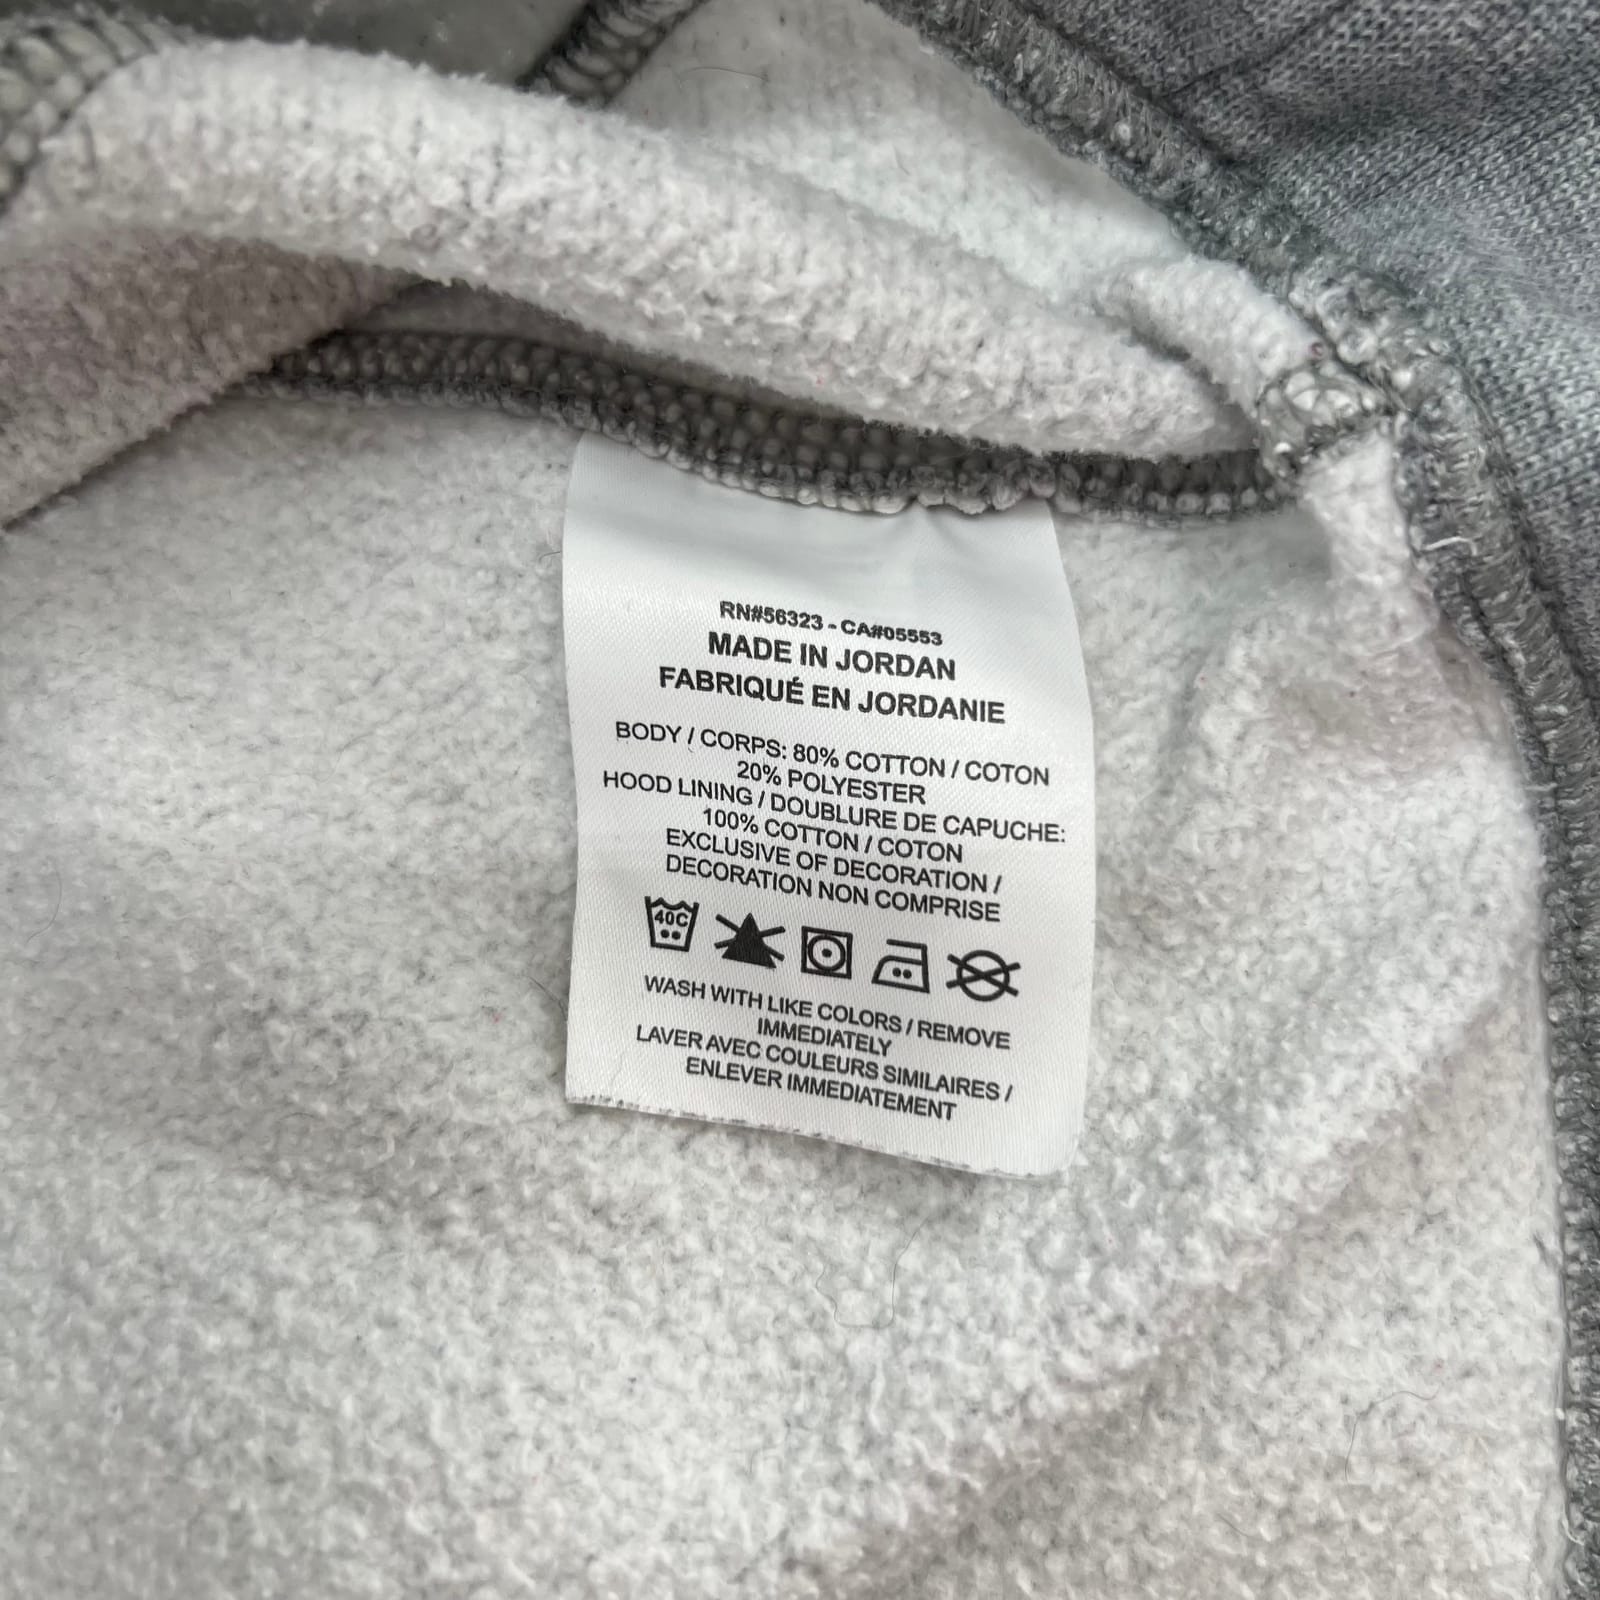 RN#56323 - CA#05553
MADE IN JORDAN
FABRIQUÉ EN JORDANIE
BODY / CORPS: 80% COTTON / COTON
20% POLYESTER
HOOD LINING / DOUBLURE DE CAPUCHE:
100% COTTON / COTON
EXCLUSIVE OF DECORATION /
DECORATION NON COMPRISE
40C
WASH WITH LIKE COLORS / REMOVE
IMMEDIATELY
LAVER AVEC COULEURS SIMILAIRES /
ENLEVER IMMEDIATEMENT